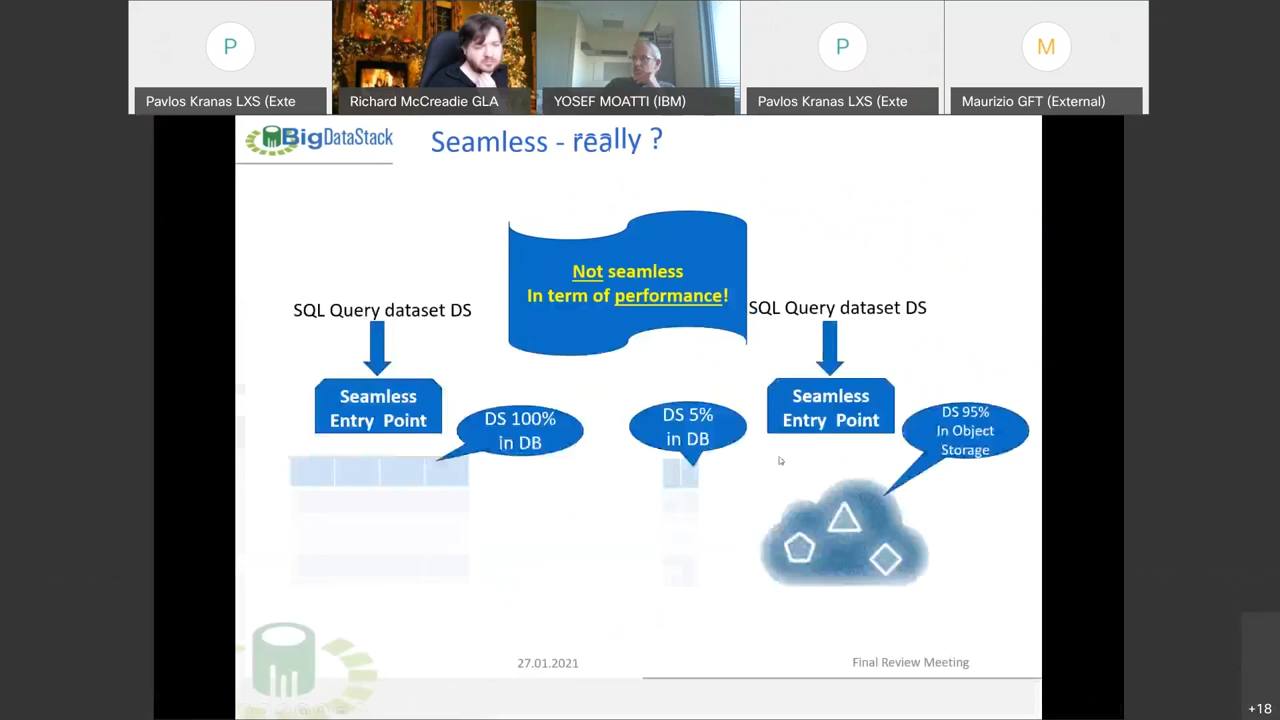 P
P
M
Pavlos Kranas LXS (Exte
Richard McCreadie GLA
YOSEF MOATTI (IBM)
Pavlos Kranas LXS (Exte
Maurizio GFT (External)
BigDataStack
Seamless - really ?
Not seamless
In term of performance!
SQL Query dataset DS
SQL Query dataset DS
Seamless
Entry Point
DS 100%
in DB
DS 5%
in DB
Seamless
Entry Point
DS 95%
In Object
Storage
27.01.2021
Final Review Meeting
+18